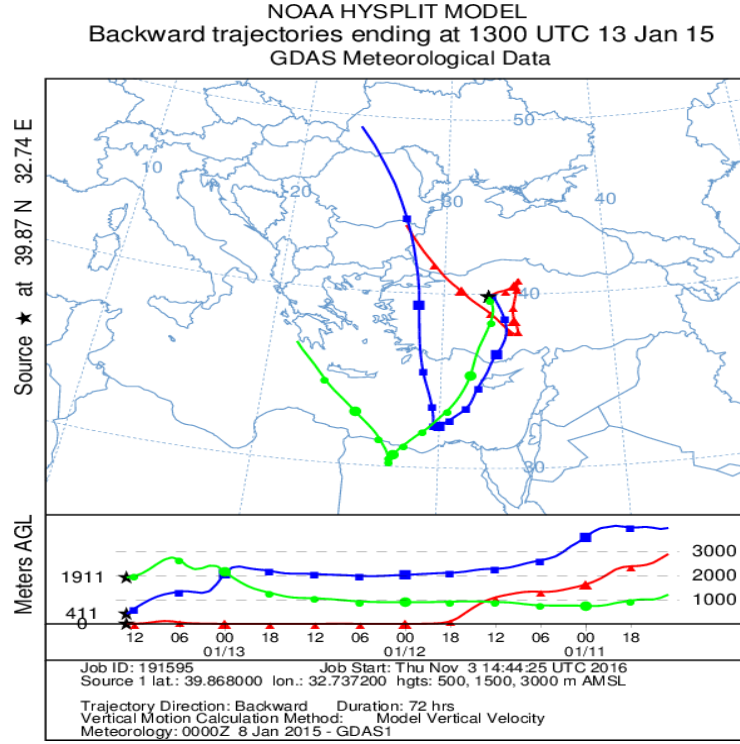 NOAA HYSPLIT MODEL
Backward trajectories ending at 1300 UTC 13 Jan 15
GDAS Meteorological Data
Source ★ at 39.87 N 32.74 E
50
10
20
30
40
40
30
Meters AGL
1911
411
0
3000
2000
1000
12 06 00 18 12 06 00 18 12 06 00 18
01/13 01/12 01/11
Job ID: 191595 Job Start: Thu Nov 3 14:44:25 UTC 2016
Source 1 lat.: 39.868000 lon.: 32.737200 hgts: 500, 1500, 3000 m AMSL
Trajectory Direction: Backward Duration: 72 hrs
Vertical Motion Calculation Method: Model Vertical Velocity
Meteorology: 0000Z 8 Jan 2015 - GDAS1